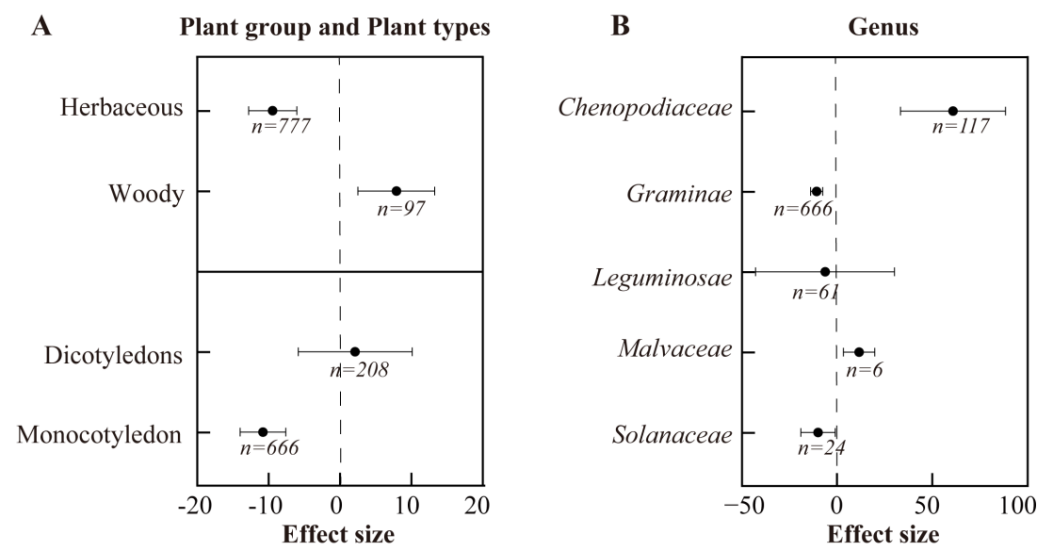 A
Plant group and Plant types
Herbaceous
n=777
Woody
n=97
Dicotyledons
n=208
Monocotyledon
n=666
-20 -10 0 10 20
Effect size
B
Genus
Chenopodiaceae
n=117
Graminae
n=666
Leguminosae
n=61
Malvaceae
n=6
Solanaceae
n=24
−50 0 50 100
Effect size